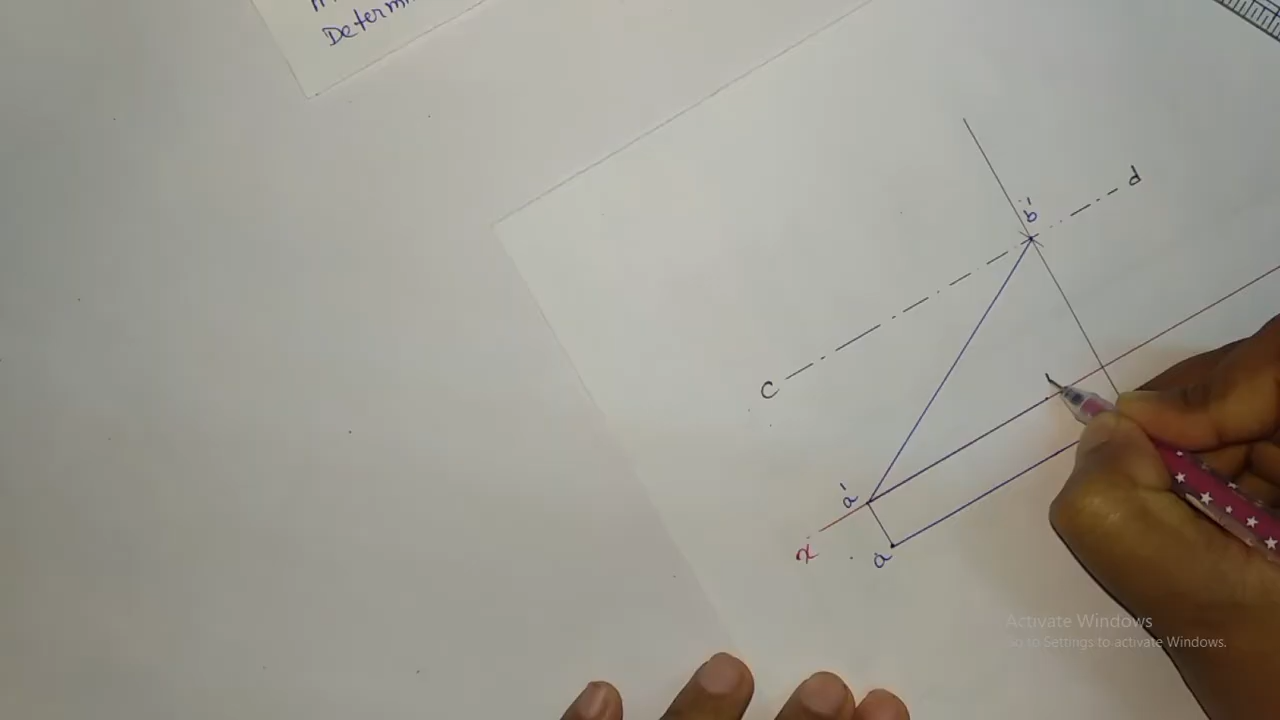 Determi
d
b'
c
a'
x
a
Activate Windows
Go to Settings to activate Windows.